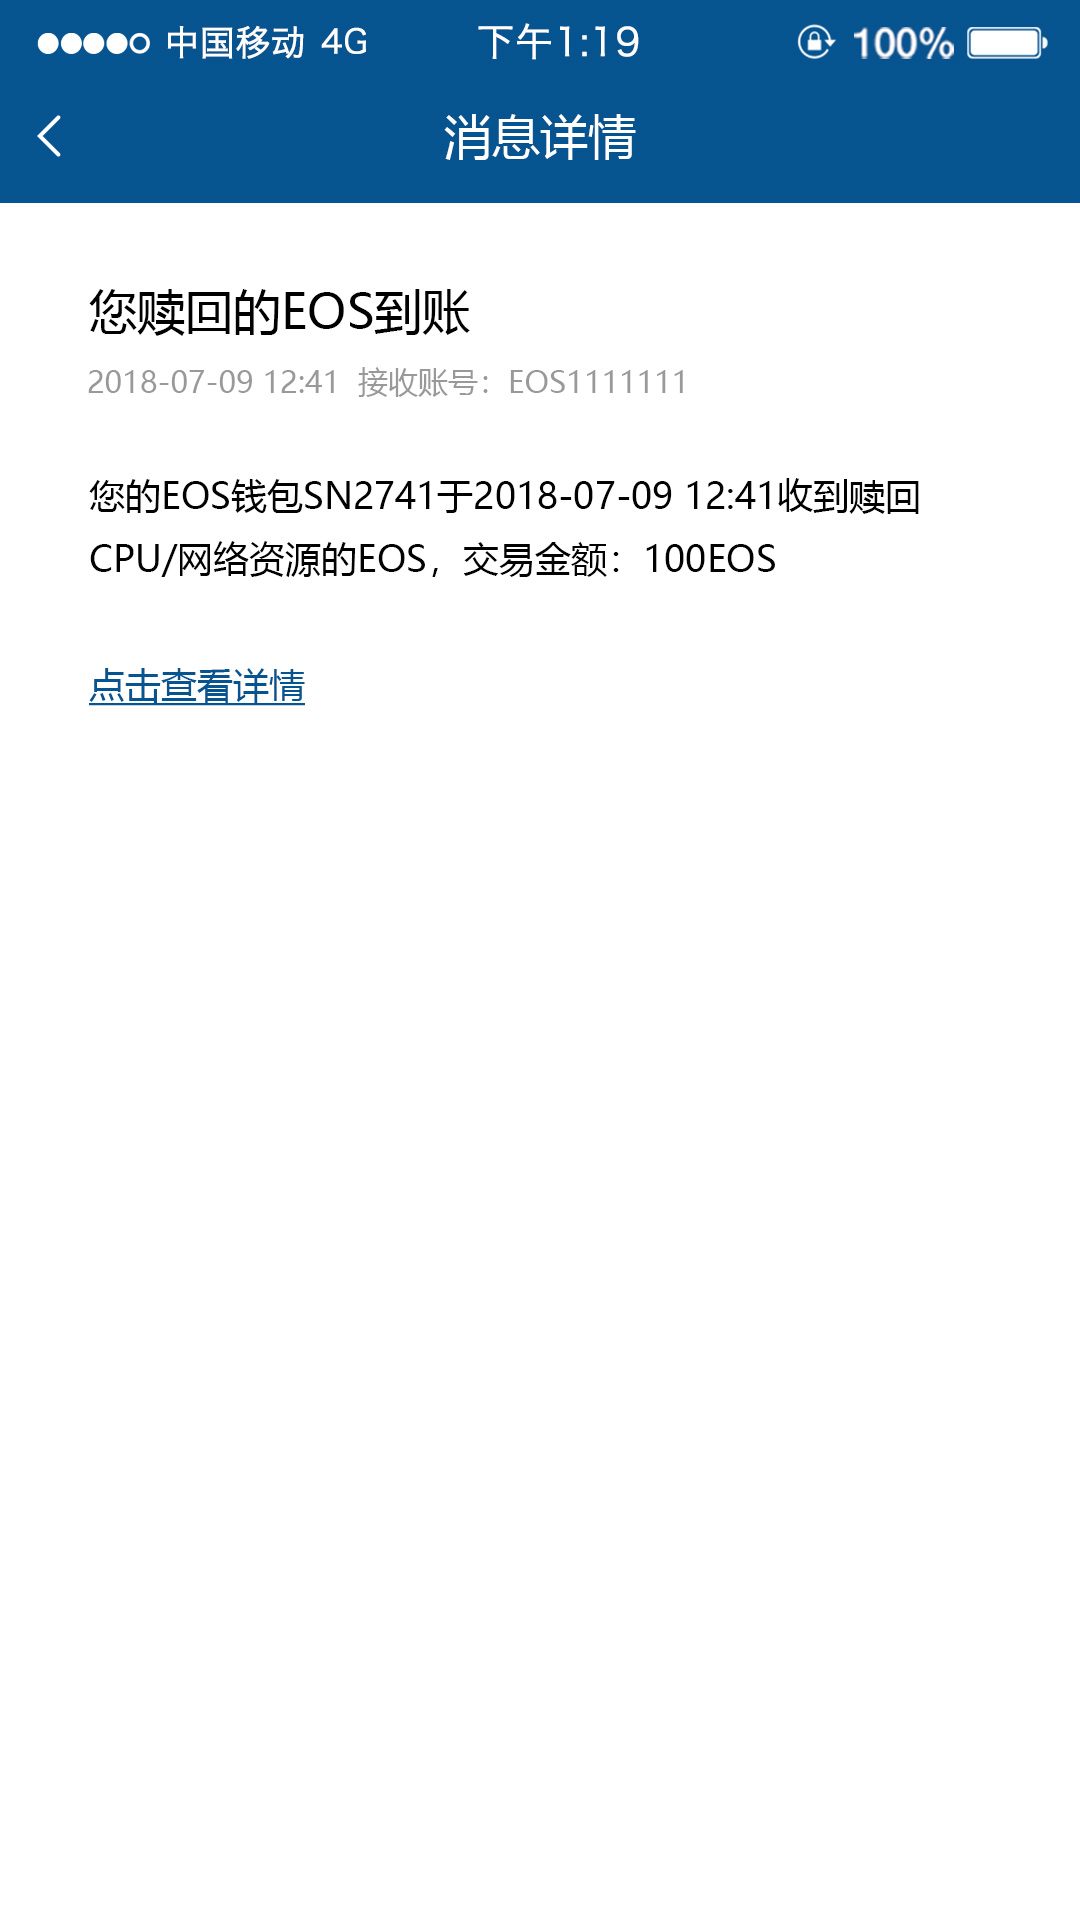 中国移动 4G 下午1:19 100%
消息详情
您赎回的EOS到账
2018-07-09 12:41 接收账号：EOS1111111
您的EOS钱包SN2741于2018-07-09 12:41收到赎回
CPU/网络资源的EOS，交易金额：100EOS
点击查看详情